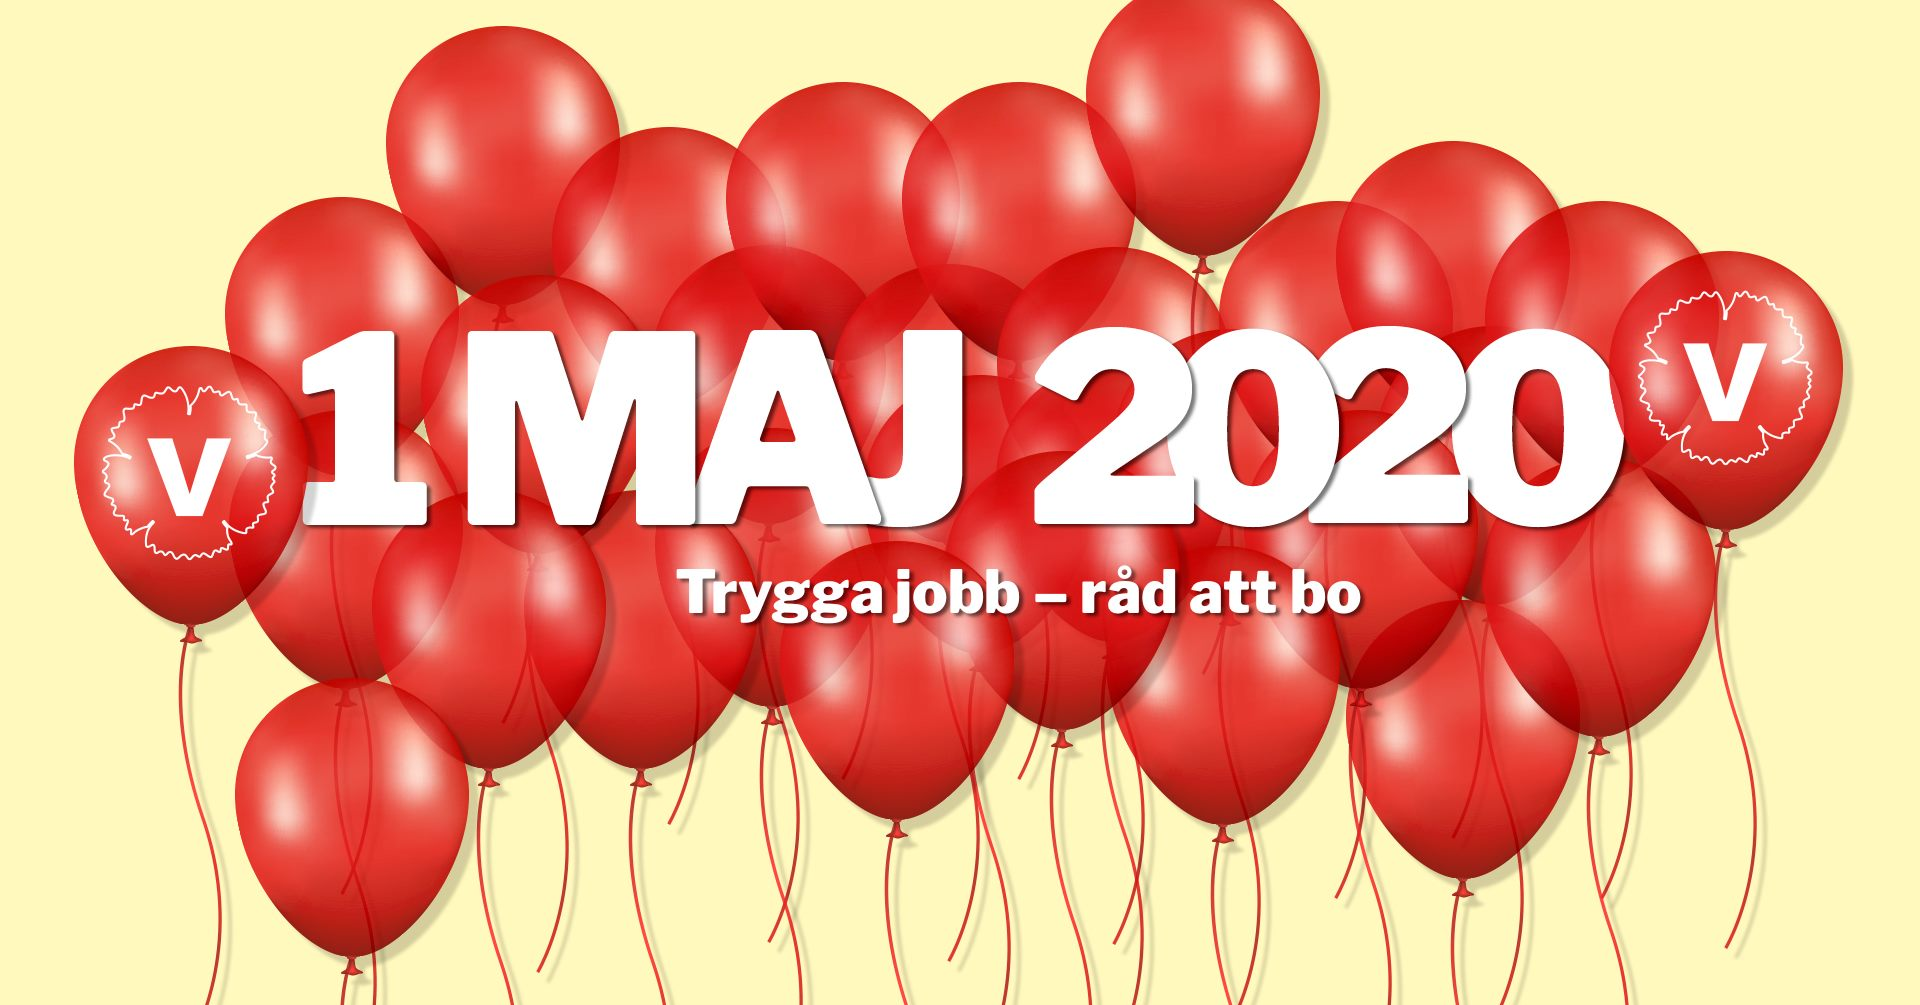 1 MAJ 2020
V
V
Trygga jobb – råd att bo